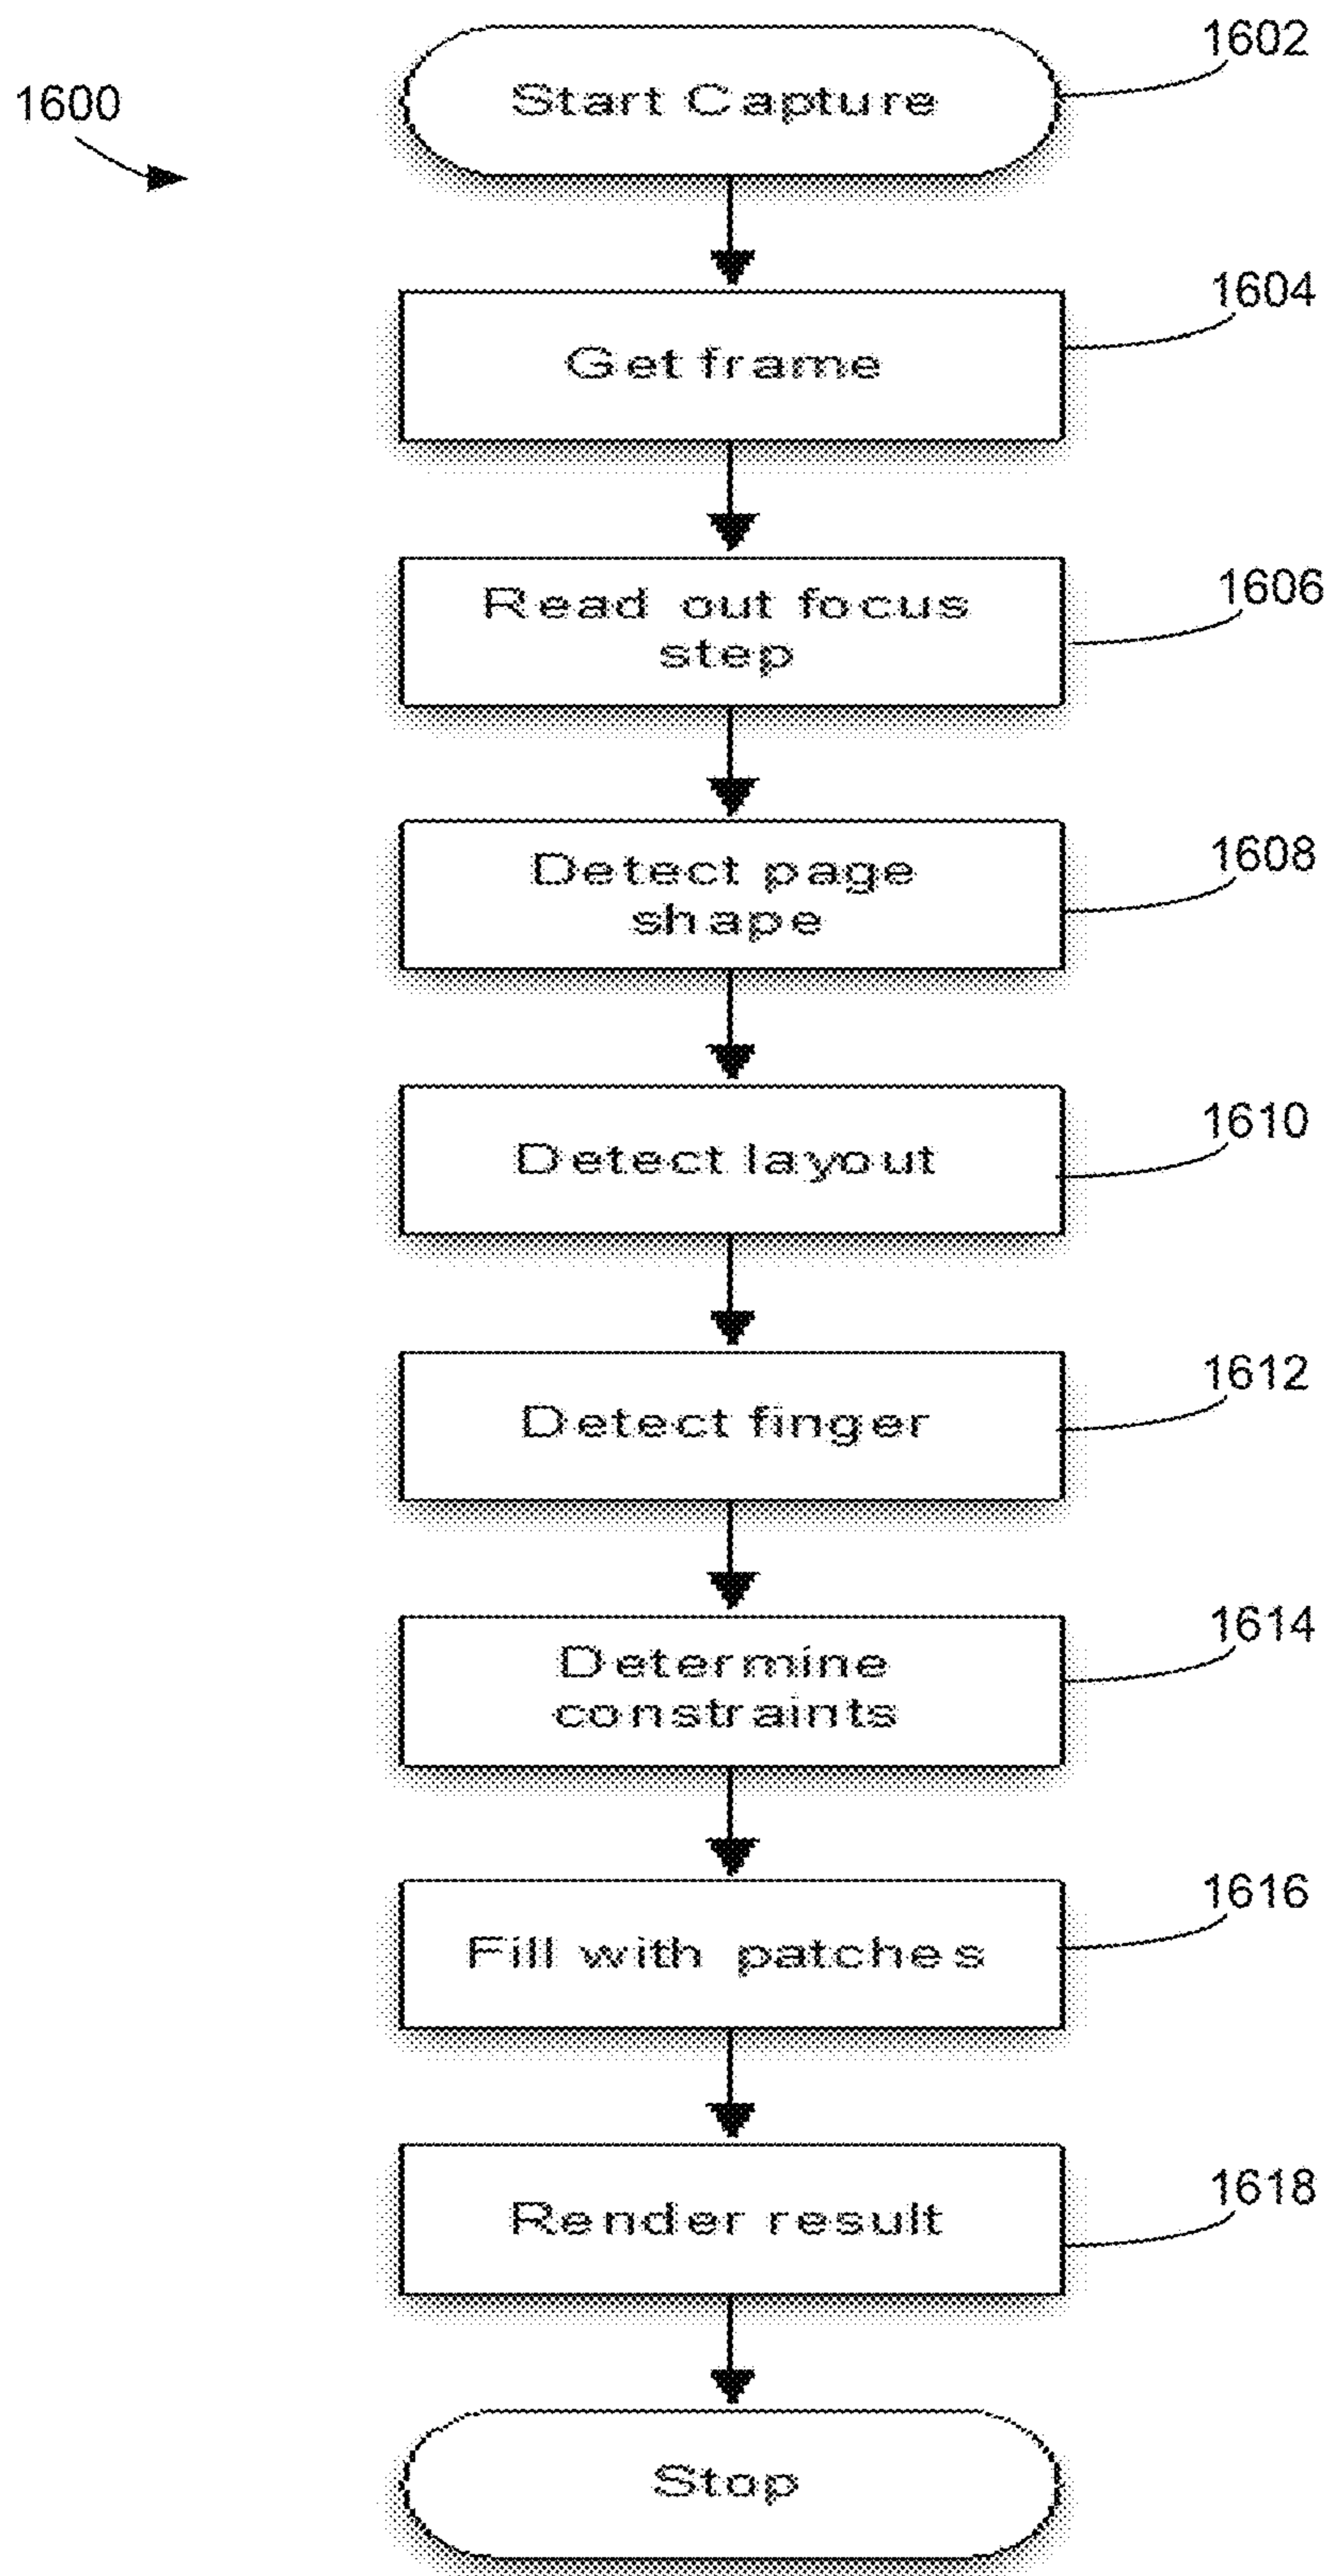 1600
Start Capture
1602
Get frame
1604
Read out focus
step
1606
Detect page
shape
1608
Detect layout
1610
Detect finger
1612
Determine
constraints
1614
Fill with patches
1616
Render result
1618
Stop